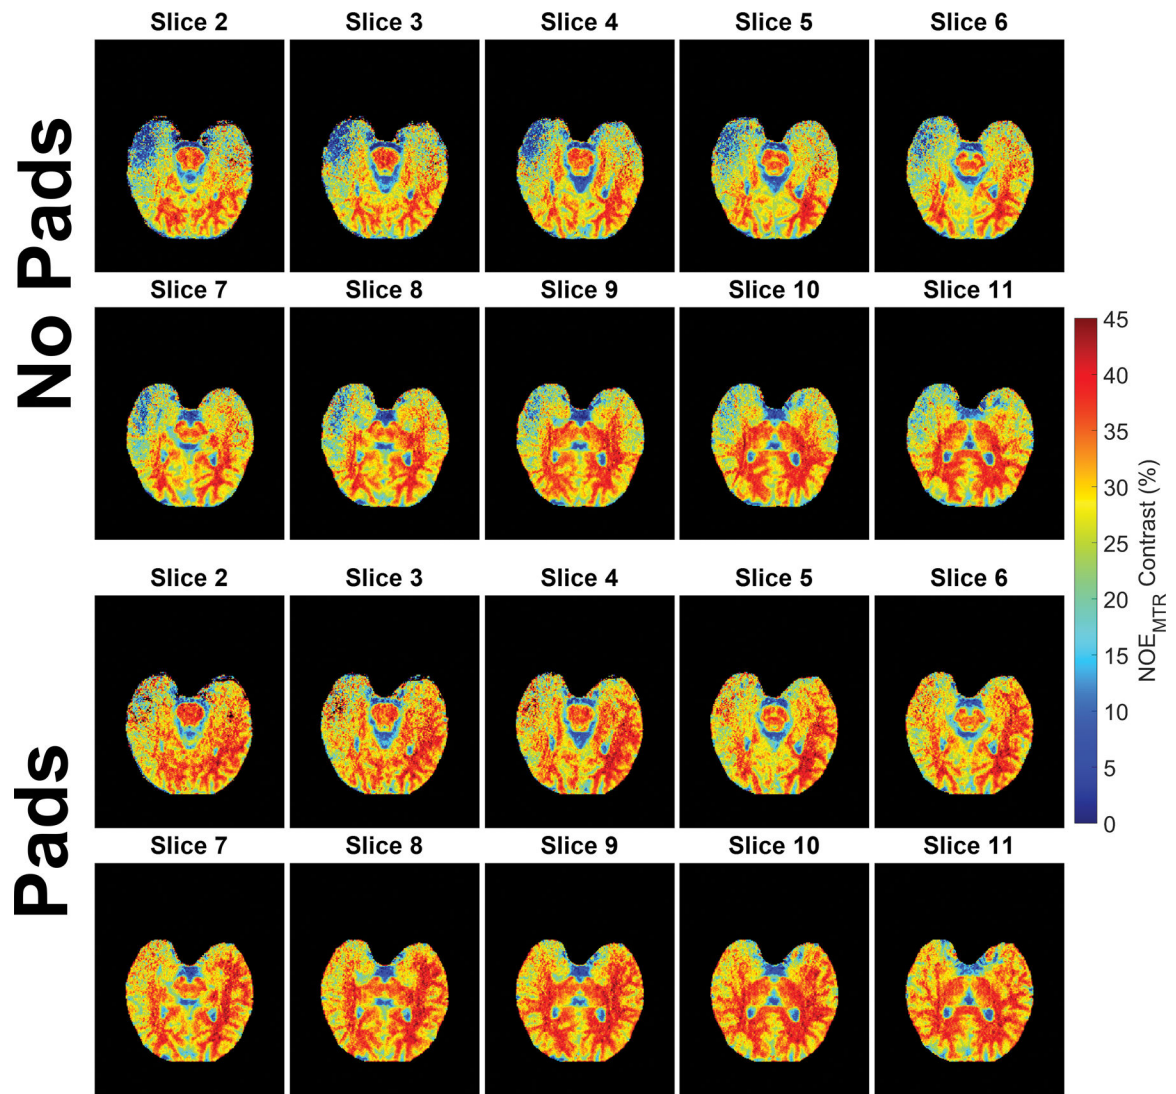 No Pads
Slice 2 Slice 3 Slice 4 Slice 5 Slice 6
Slice 7 Slice 8 Slice 9 Slice 10 Slice 11
Pads
Slice 2 Slice 3 Slice 4 Slice 5 Slice 6
Slice 7 Slice 8 Slice 9 Slice 10 Slice 11
45
40
35
30
25
20
15
10
5
0
NOE_MTR Contrast (%)